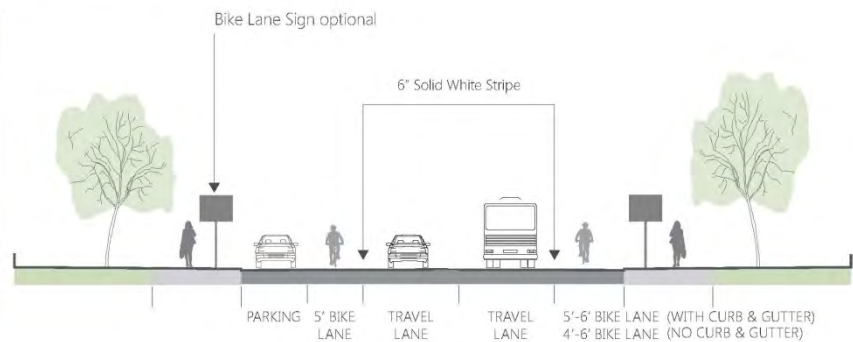 Bike Lane Sign optional
6" Solid White Stripe
PARKING
5' BIKE
LANE
TRAVEL
LANE
TRAVEL
LANE
5'-6' BIKE LANE (WITH CURB & GUTTER)
4'-6' BIKE LANE (NO CURB & GUTTER)